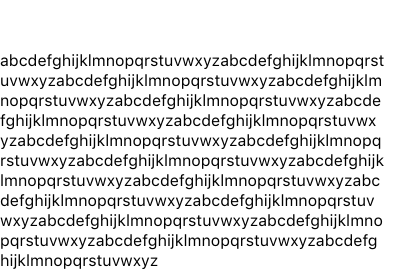 abcdefghijklmnopqrstuvwxyzabcdefghijklmnopqrst
uvwxyzabcdefghijklmnopqrstuvwxyzabcdefghijklm
nopqrstuvwxyzabcdefghijklmnopqrstuvwxyzabcde
fghijklmnopqrstuvwxyzabcdefghijklmnopqrstuvwx
yzabcdefghijklmnopqrstuvwxyzabcdefghijklmnopq
rstuvwxyzabcdefghijklmnopqrstuvwxyzabcdefghijk
lmnopqrstuvwxyzabcdefghijklmnopqrstuvwxyzabc
defghijklmnopqrstuvwxyzabcdefghijklmnopqrstuv
wxyzabcdefghijklmnopqrstuvwxyzabcdefghijklmno
pqrstuvwxyzabcdefghijklmnopqrstuvwxyzabcdefg
hijklmnopqrstuvwxyz